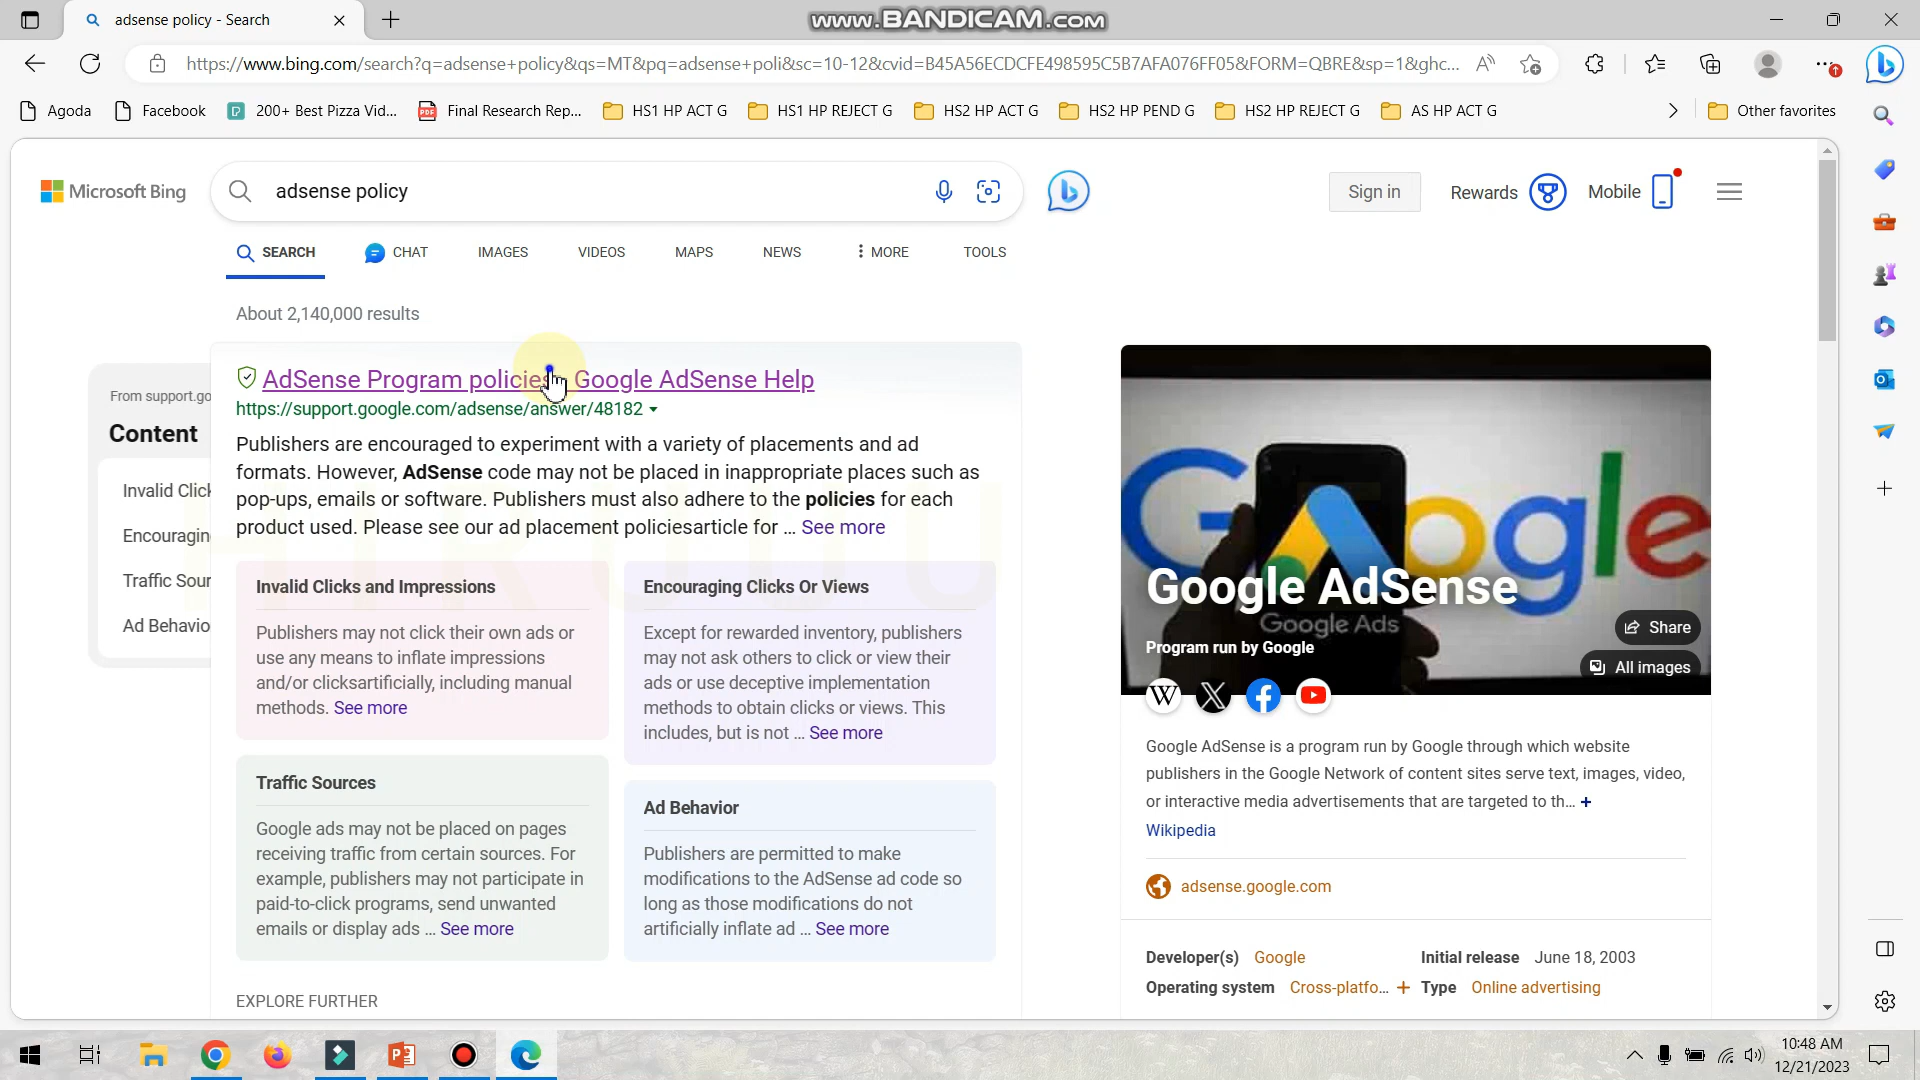 adsense policy - Search
www.BANDICAM.com
https://www.bing.com/search?q=adsense+policy&qs=MT&pq=adsense+poli&sc=10-12&cvid=B45A56ECDCFE498595C5B7AFA076FF05&FORM=QBRE&sp=1&ghc...
Agoda
Facebook
200+ Best Pizza Vid...
Final Research Rep...
HS1 HP ACT G
HS1 HP REJECT G
HS2 HP ACT G
HS2 HP PEND G
HS2 HP REJECT G
AS HP ACT G
Other favorites
Microsoft Bing
adsense policy
Sign in
Rewards
Mobile
SEARCH
CHAT
IMAGES
VIDEOS
MAPS
NEWS
MORE
TOOLS
About 2,140,000 results
From support.go
Content
Invalid Click
Encouragin
Traffic Sour
Ad Behavio
AdSense Program policies - Google AdSense Help
https://support.google.com/adsense/answer/48182
Publishers are encouraged to experiment with a variety of placements and ad
formats. However, AdSense code may not be placed in inappropriate places such as
pop-ups, emails or software. Publishers must also adhere to the policies for each
product used. Please see our ad placement policiesarticle for ... See more
Invalid Clicks and Impressions
Publishers may not click their own ads or
use any means to inflate impressions
and/or clicksartificially, including manual
methods. See more
Encouraging Clicks Or Views
Except for rewarded inventory, publishers
may not ask others to click or view their
ads or use deceptive implementation
methods to obtain clicks or views. This
includes, but is not ... See more
Traffic Sources
Google ads may not be placed on pages
receiving traffic from certain sources. For
example, publishers may not participate in
paid-to-click programs, send unwanted
emails or display ads ... See more
Ad Behavior
Publishers are permitted to make
modifications to the AdSense ad code so
long as those modifications do not
artificially inflate ad ... See more
EXPLORE FURTHER
Google
Google Ads
Google AdSense
Program run by Google
Share
All images
Google AdSense is a program run by Google through which website
publishers in the Google Network of content sites serve text, images, video,
or interactive media advertisements that are targeted to th... +
Wikipedia
adsense.google.com
Developer(s) Google
Initial release June 18, 2003
Operating system Cross-platfo... +
Type Online advertising
10:48 AM
12/21/2023